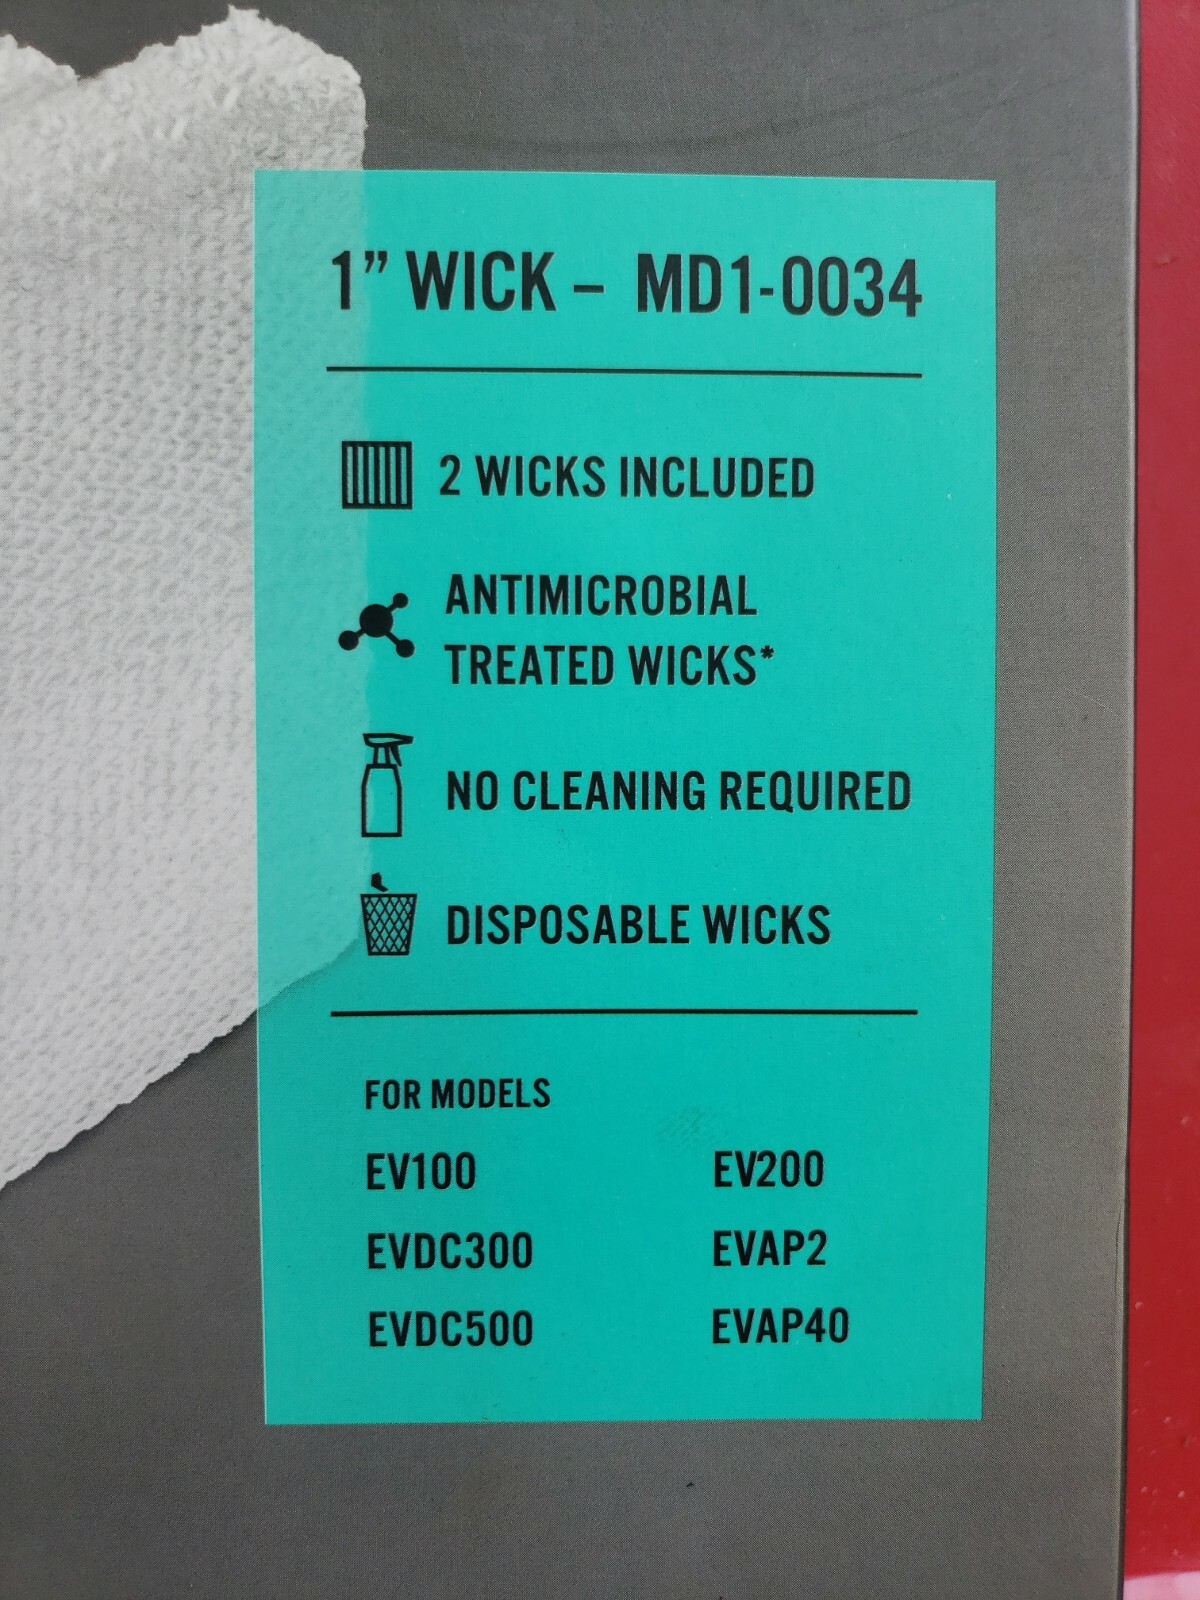 1” WICK – MD1-0034
2 WICKS INCLUDED
ANTIMICROBIAL
TREATED WICKS*
NO CLEANING REQUIRED
DISPOSABLE WICKS
FOR MODELS
EV100 EV200
EVDC300 EVAP2
EVDC500 EVAP40